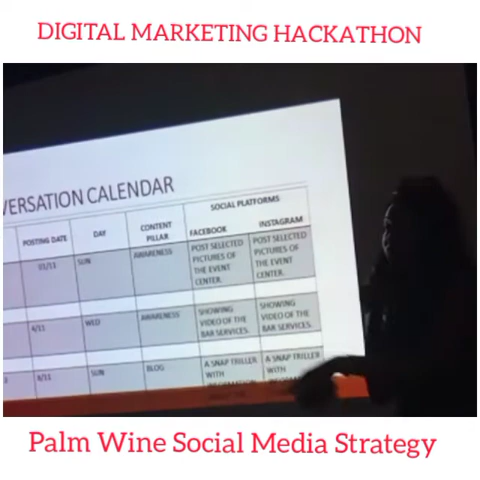 DIGITAL MARKETING HACKATHON
VERSATION CALENDAR
SOCIAL PLATFORMS
POSTING DATE DAY CONTENT PILLAR FACEBOOK INSTAGRAM
01/11 SUN AWARENESS POST SELECTED PICTURES OF THE EVENT CENTER. POST SELECTED PICTURES OF THE EVENT CENTER.
4/11 WED AWARENESS SHOWING VIDEO OF THE BAR SERVICES. SHOWING VIDEO OF THE BAR SERVICES.
8/11 SUN BLOG A SNAP TRILLER WITH A SNAP TRILLER WITH
Palm Wine Social Media Strategy